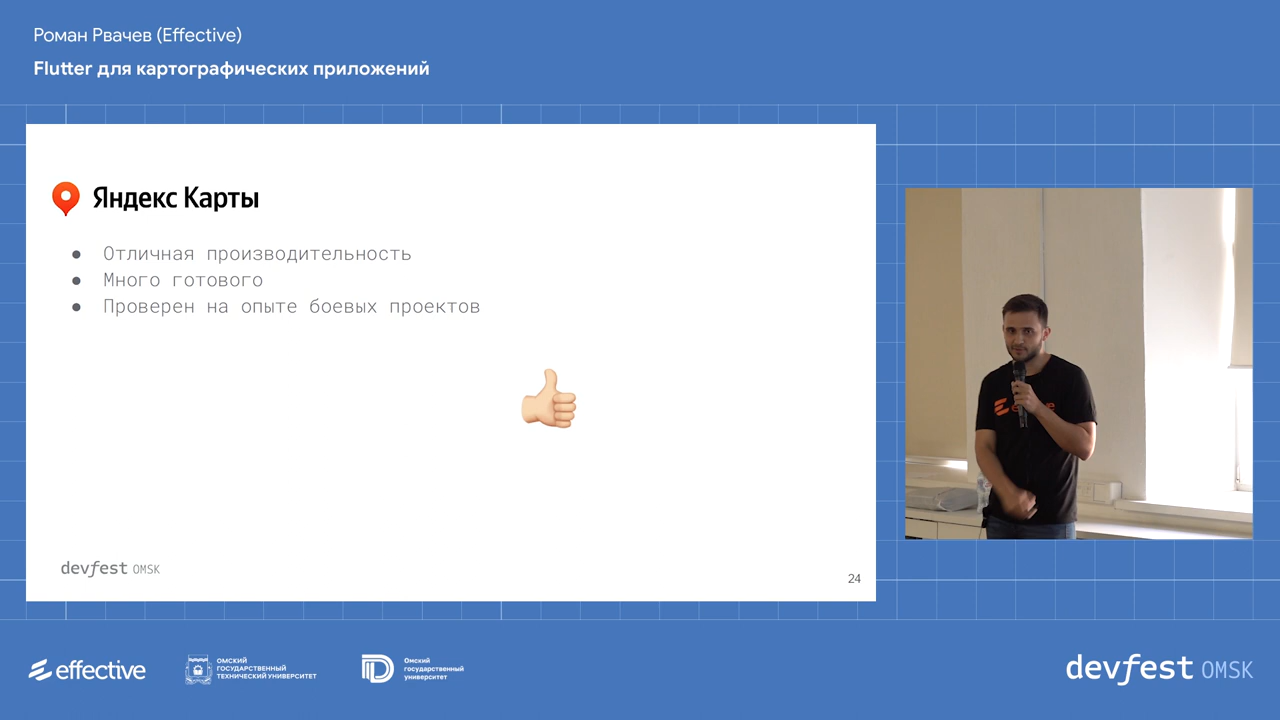 Роман Рвачев (Effective)
Flutter для картографических приложений
Яндекс Карты
● Отличная производительность
● Много готового
● Проверен на опыте боевых проектов
devfest OMSK
24
effective
effective
ОМСКИЙ
ГОСУДАРСТВЕННЫЙ
ТЕХНИЧЕСКИЙ УНИВЕРСИТЕТ
Омский
государственный
университет
devfest OMSK